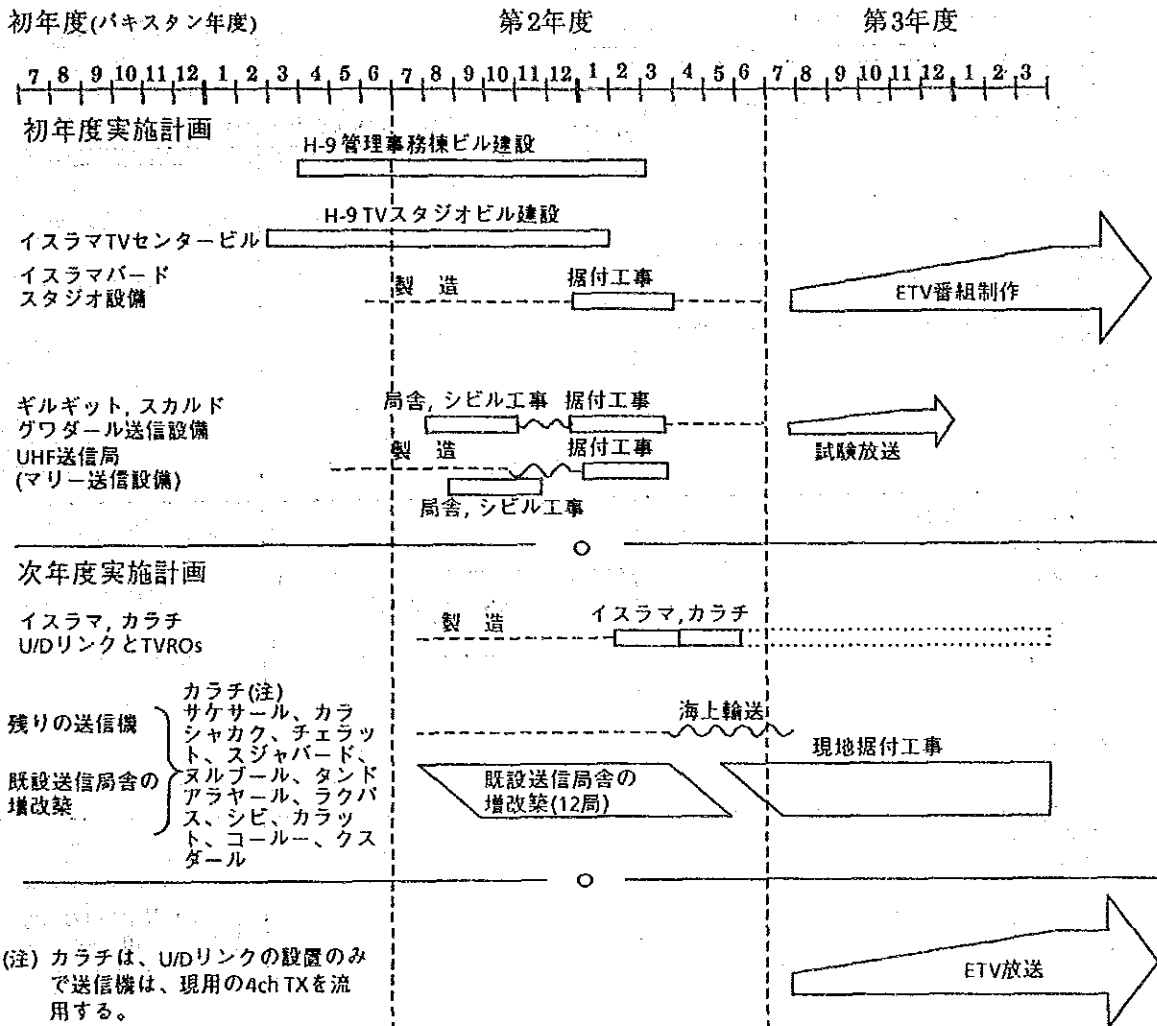 初年度(パキスタン年度)
第2年度
第3年度
7 8 9 10 11 12 1 2 3 4 5 6 7 8 9 10 11 12 1 2 3 4 5 6 7 8 9 10 11 12 1 2 3
初年度実施計画
H-9 管理事務棟ビル建設
H-9 TVスタジオビル建設
イスラマTVセンタービル
イスラマバード
スタジオ設備
製 造
据付工事
ETV番組制作
ギルギット, スカルド
グワダール送信設備
局舎, シビル工事
据付工事
UHF送信局
(マリー送信設備)
製 造
据付工事
局舎, シビル工事
試験放送
次年度実施計画
イスラマ, カラチ
U/DリンクとTVROs
製 造
イスラマ, カラチ
残りの送信機
既設送信局舎の
増改築
カラチ(注)
サケサール、カラ
シャカク、チェラッ
ト、スジャバード、
ヌルブール、タンド
アラヤール、ラクパ
ス、シビ、カラッ
ト、コールー、クス
ダール
海上輸送
既設送信局舎の
増改築(12局)
現地据付工事
(注) カラチは、U/Dリンクの設置のみ
で送信機は、現用の4ch TXを流
用する。
ETV放送